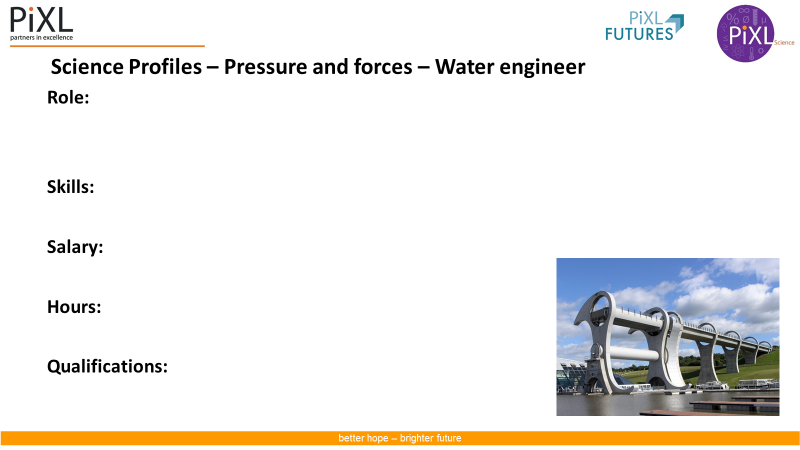 PiXL
partners in excellence
PiXL
FUTURES
PiXL
Science
Science Profiles – Pressure and forces – Water engineer
Role:
Skills:
Salary:
Hours:
Qualifications:
better hope – brighter future